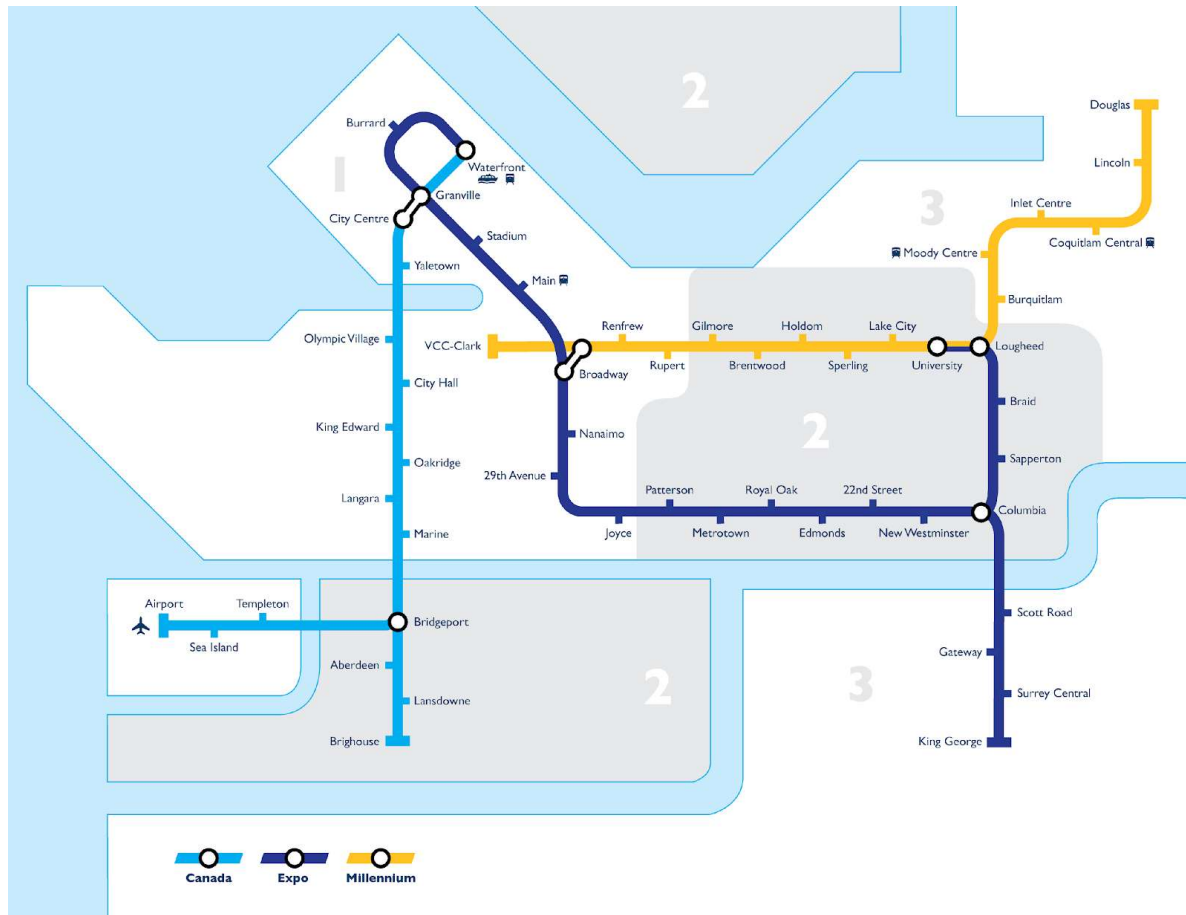 2
Douglas
Burrard
Lincoln
Waterfront
1
Granville
Inlet Centre
City Centre
3
Stadium
Coquitlam Central
Moody Centre
Yaletown
Main
Burquitlam
Renfrew
Gilmore
Holdom
Lake City
Olympic Village
VCC-Clark
Lougheed
Rupert
Brentwood
Sperling
University
Broadway
City Hall
Braid
King Edward
Nanaimo
2
Oakridge
Sapperton
29th Avenue
Langara
Patterson
Royal Oak
22nd Street
Columbia
Marine
Joyce
Metrotown
Edmonds
New Westminster
Airport
Templeton
Scott Road
Bridgeport
Sea Island
Gateway
Aberdeen
2
3
Surrey Central
Lansdowne
Brighouse
King George
Canada
Expo
Millennium